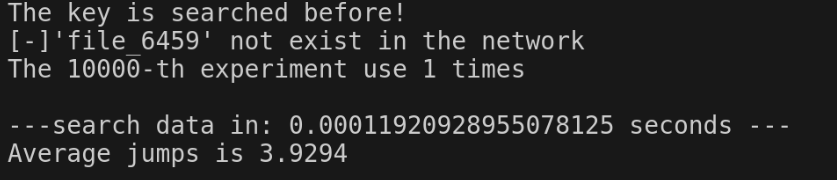 The key is searched before!
[-]'file_6459' not exist in the network
The 10000-th experiment use 1 times
---search data in: 0.00011920928955078125 seconds ---
Average jumps is 3.9294